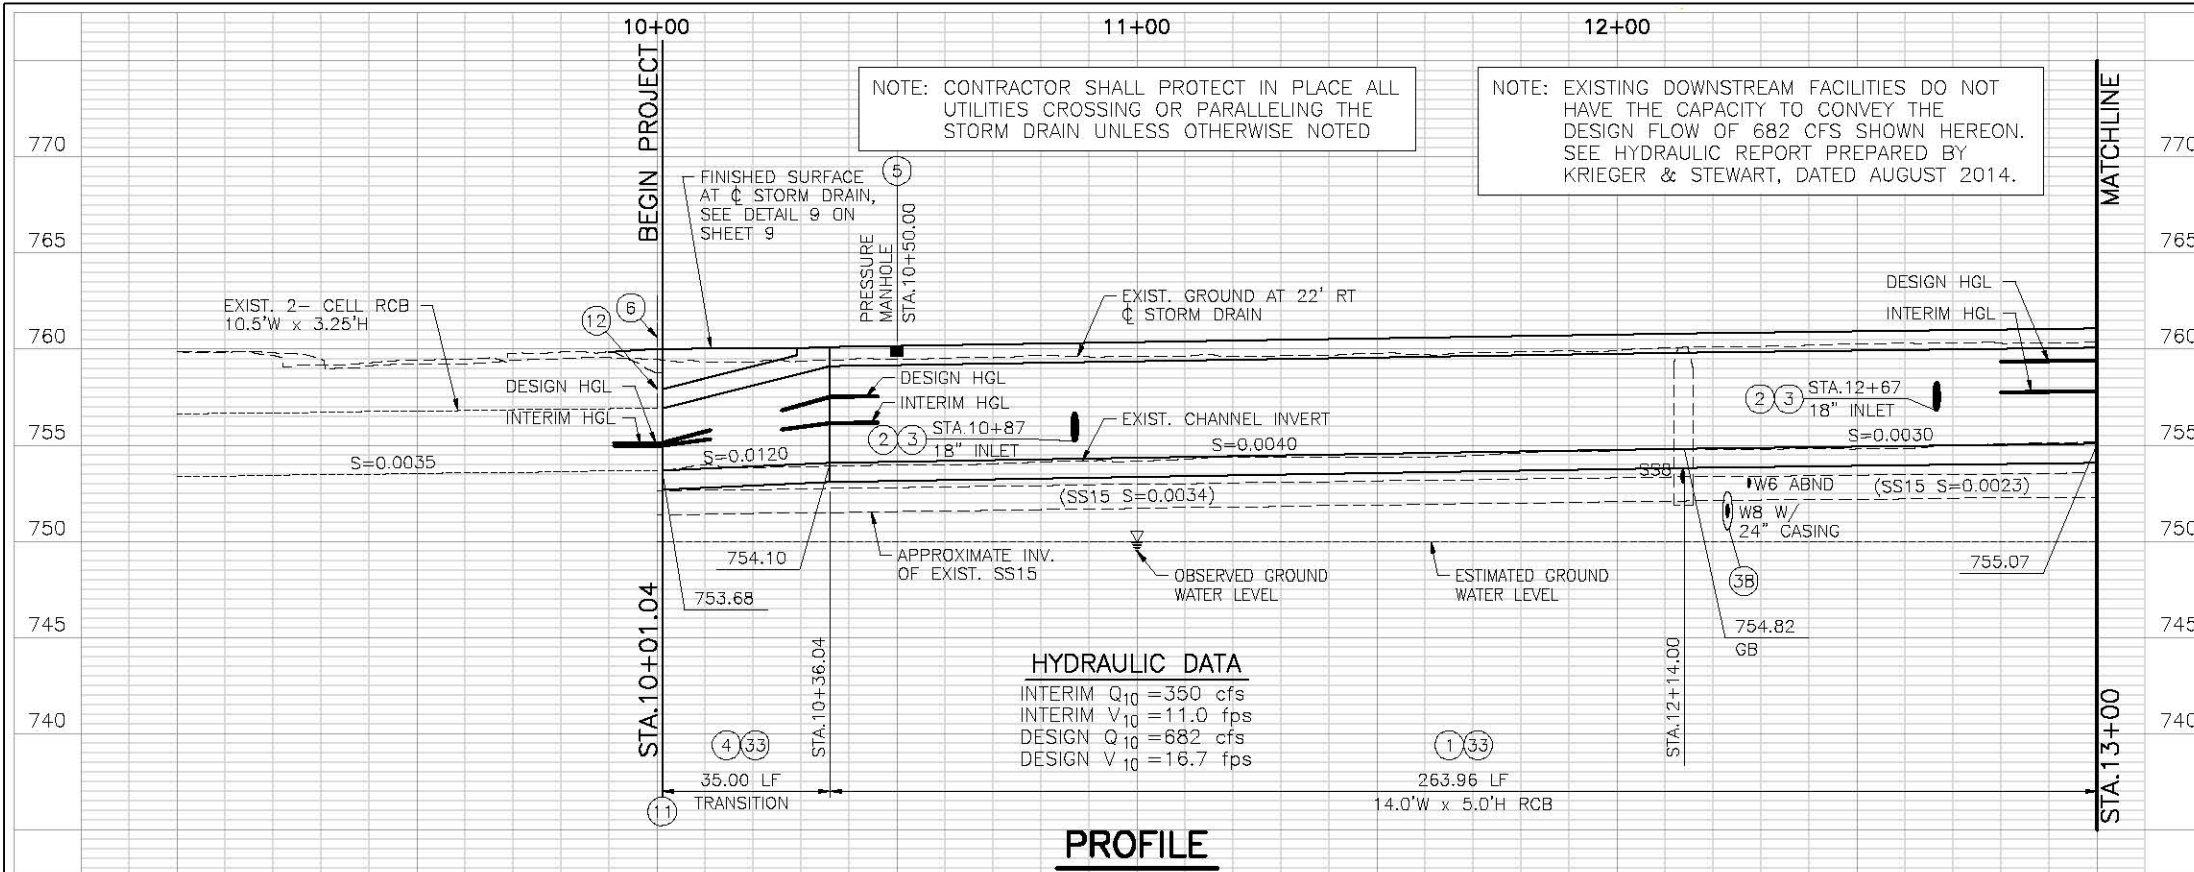 10+00
11+00
12+00
BEGIN PROJECT
STA.10+01.04
MATCHLINE
STA.13+00
NOTE: CONTRACTOR SHALL PROTECT IN PLACE ALL
UTILITIES CROSSING OR PARALLELING THE
STORM DRAIN UNLESS OTHERWISE NOTED
NOTE: EXISTING DOWNSTREAM FACILITIES DO NOT
HAVE THE CAPACITY TO CONVEY THE
DESIGN FLOW OF 682 CFS SHOWN HEREON.
SEE HYDRAULIC REPORT PREPARED BY
KRIEGER & STEWART, DATED AUGUST 2014.
770
765
760
755
750
745
740
770
765
760
755
750
745
740
FINISHED SURFACE
AT ℄ STORM DRAIN,
SEE DETAIL 9 ON
SHEET 9
5
PRESSURE
MANHOLE
STA.10+50.00
EXIST. 2- CELL RCB
10.5'W x 3.25'H
6
12
EXIST. GROUND AT 22' RT
℄ STORM DRAIN
DESIGN HGL
INTERIM HGL
DESIGN HGL
INTERIM HGL
DESIGN HGL
INTERIM HGL
2 3 STA.10+87
18" INLET
EXIST. CHANNEL INVERT
2 3 STA.12+67
18" INLET
S=0.0035
S=0.0120
S=0.0040
S=0.0030
(SS15 S=0.0034)
SS8
W6 ABND
(SS15 S=0.0023)
W8 W/
24" CASING
38
754.10
753.68
APPROXIMATE INV.
OF EXIST. SS15
OBSERVED GROUND
WATER LEVEL
ESTIMATED GROUND
WATER LEVEL
755.07
754.82
GB
STA.10+36.04
STA.12+14.00
HYDRAULIC DATA
INTERIM Q10 =350 cfs
INTERIM V10 =11.0 fps
DESIGN Q10 =682 cfs
DESIGN V10 =16.7 fps
4 33
35.00 LF
TRANSITION
11
1 33
263.96 LF
14.0'W x 5.0'H RCB
PROFILE